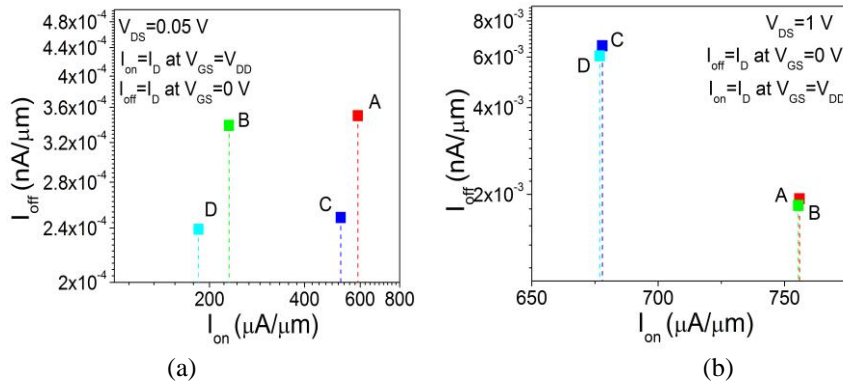 4.8x10⁻⁴
4.4x10⁻⁴
4x10⁻⁴
3.6x10⁻⁴
3.2x10⁻⁴
2.8x10⁻⁴
2.4x10⁻⁴
2x10⁻⁴
I_off (nA/μm)
V_DS=0.05 V
I_on=I_D at V_GS=V_DD
I_off=I_D at V_GS=0 V
A
B
C
D
200 400 600 800
I_on (μA/μm)
(a)
8x10⁻³
6x10⁻³
4x10⁻³
2x10⁻³
I_off (nA/μm)
V_DS=1 V
I_off=I_D at V_GS=0 V
I_on=I_D at V_GS=V_DD
C
D
A
B
650 700 750
I_on (μA/μm)
(b)